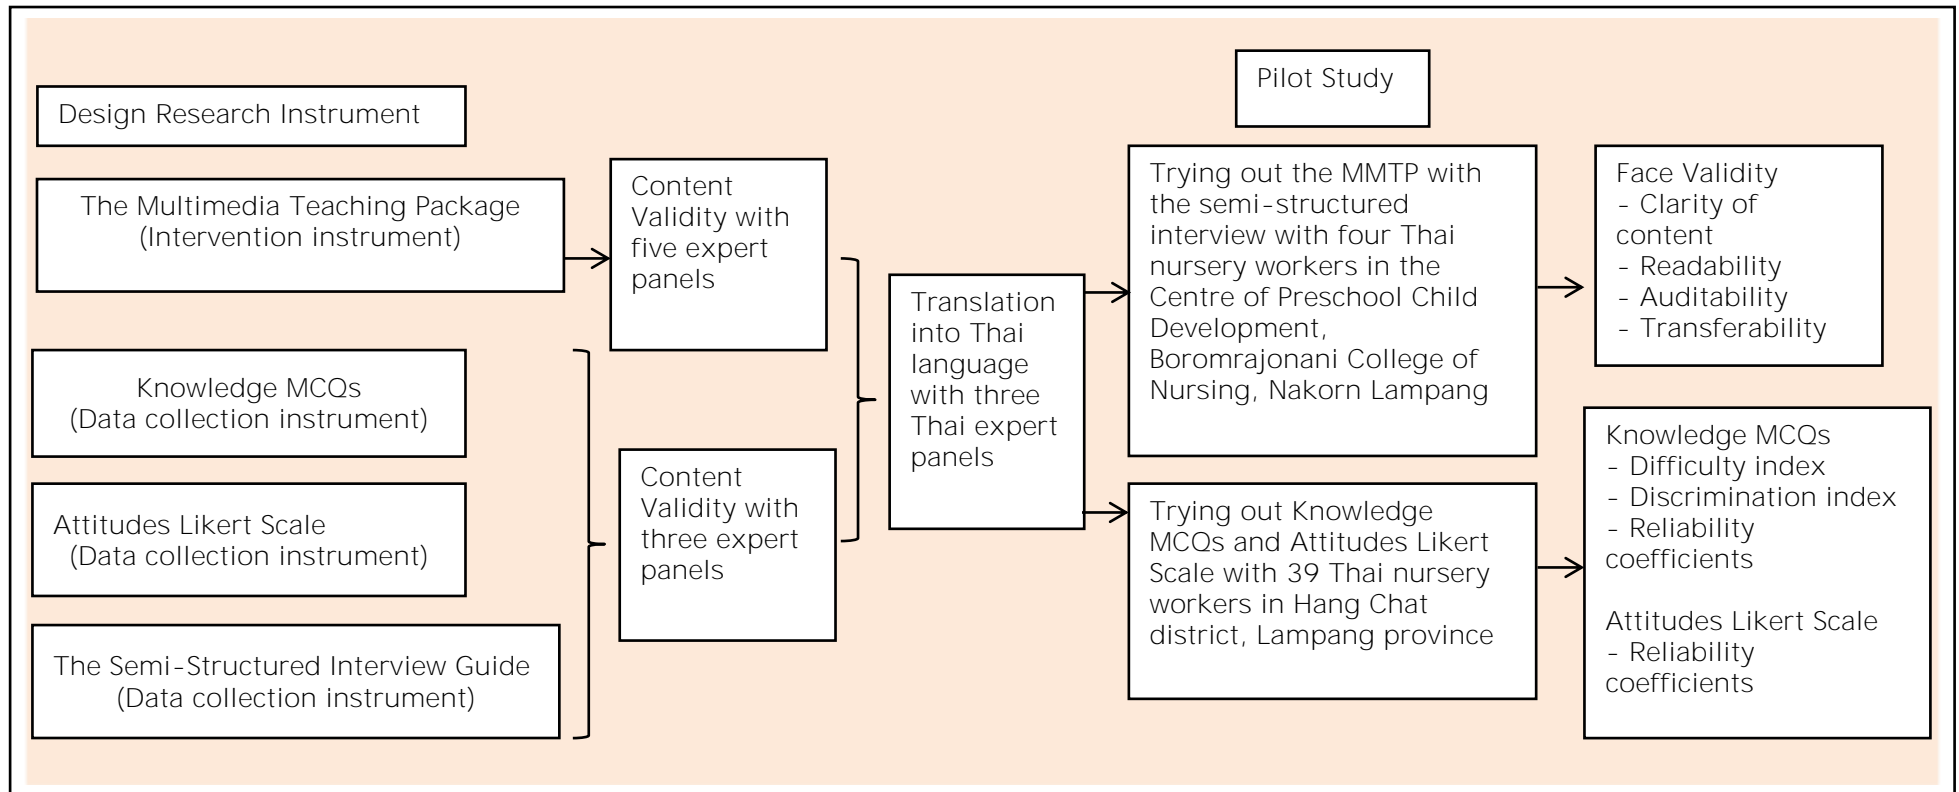 Design Research Instrument
The Multimedia Teaching Package
(Intervention instrument)
Knowledge MCQs
(Data collection instrument)
Attitudes Likert Scale
(Data collection instrument)
The Semi-Structured Interview Guide
(Data collection instrument)
Content
Validity with
five expert
panels
Content
Validity with
three expert
panels
Translation
into Thai
language
with three
Thai expert
panels
Pilot Study
Trying out the MMTP with
the semi-structured
interview with four Thai
nursery workers in the
Centre of Preschool Child
Development,
Boromrajonani College of
Nursing, Nakorn Lampang
Trying out Knowledge
MCQs and Attitudes Likert
Scale with 39 Thai nursery
workers in Hang Chat
district, Lampang province
Face Validity
- Clarity of
content
- Readability
- Auditability
- Transferability
Knowledge MCQs
- Difficulty index
- Discrimination index
- Reliability
coefficients
Attitudes Likert Scale
- Reliability
coefficients